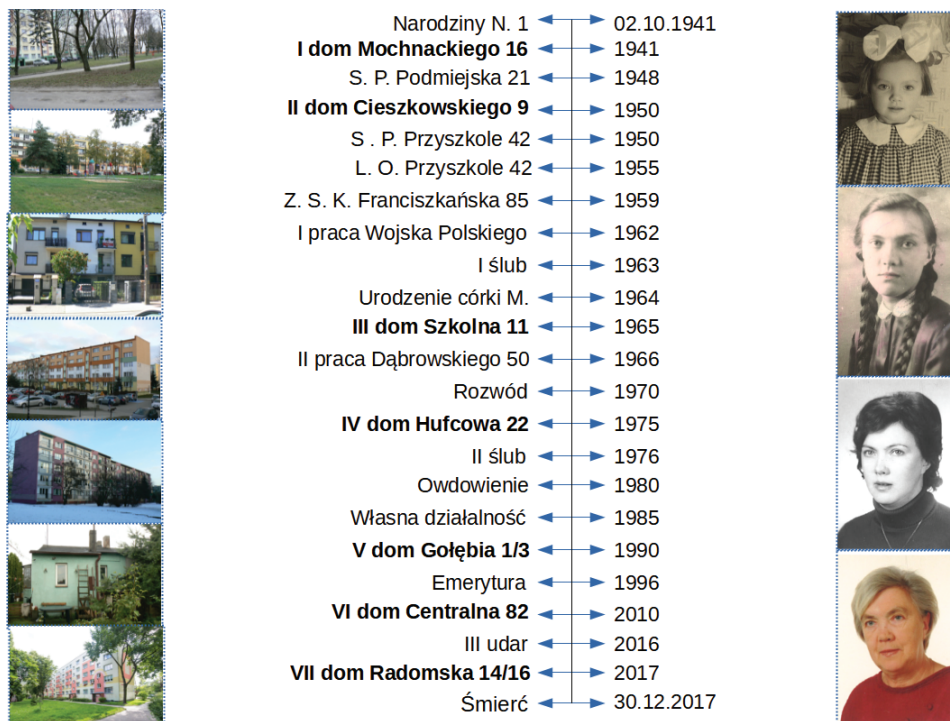 Narodziny N. 1 02.10.1941
I dom Mochnackiego 16 1941
S. P. Podmiejska 21 1948
II dom Cieszkowskiego 9 1950
S . P. Przyszkole 42 1950
L. O. Przyszkole 42 1955
Z. S. K. Franciszkańska 85 1959
I praca Wojska Polskiego 1962
I ślub 1963
Urodzenie córki M. 1964
III dom Szkolna 11 1965
II praca Dąbrowskiego 50 1966
Rozwód 1970
IV dom Hufcowa 22 1975
II ślub 1976
Owdowienie 1980
Własna działalność 1985
V dom Gołębia 1/3 1990
Emerytura 1996
VI dom Centralna 82 2010
III udar 2016
VII dom Radomska 14/16 2017
Śmierć 30.12.2017